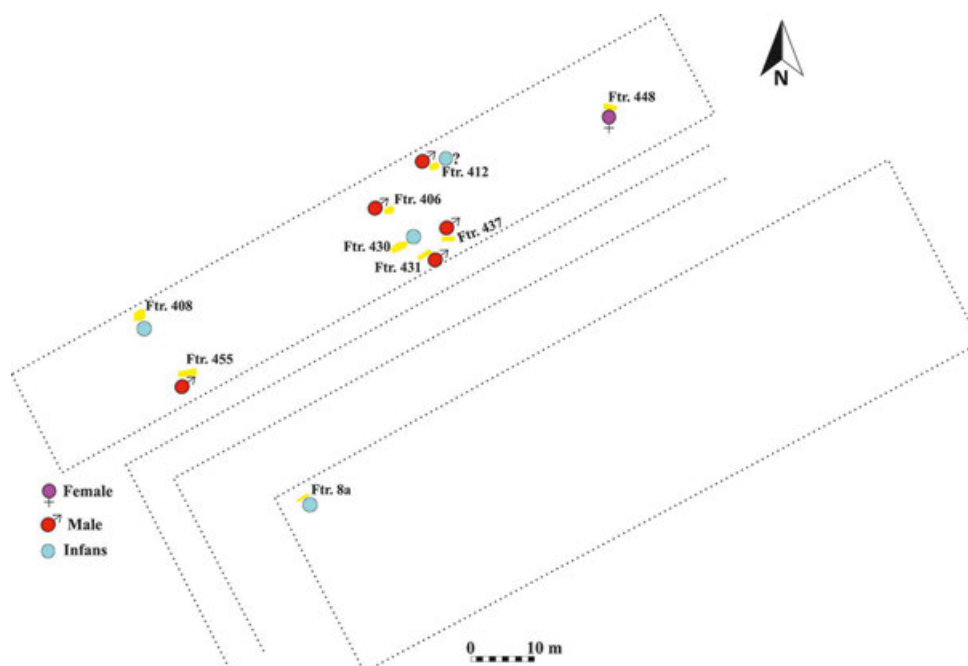 Ftr. 448
N
?
Ftr. 412
Ftr. 406
Ftr. 437
Ftr. 430
Ftr. 431
Ftr. 408
Ftr. 455
Ftr. 8a
Female
Male
Infans
0 10 m